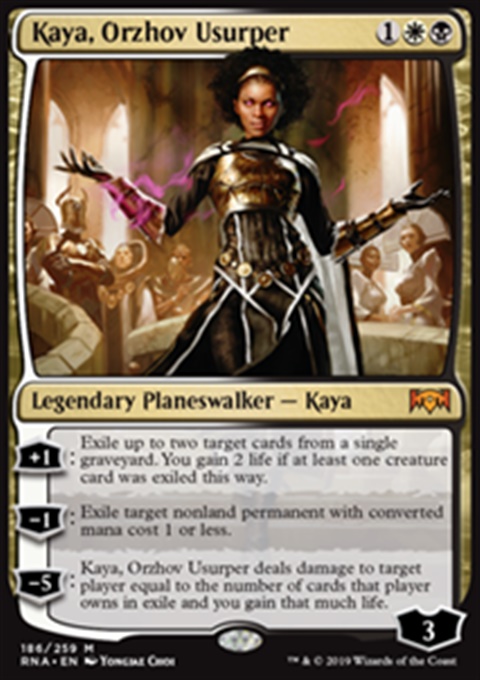 Kaya, Orzhov Usurper 1
Legendary Planeswalker — Kaya
+1: Exile up to two target cards from a single
graveyard. You gain 2 life if at least one creature
card was exiled this way.
-1: Exile target nonland permanent with converted
mana cost 1 or less.
-5: Kaya, Orzhov Usurper deals damage to target
player equal to the number of cards that player
owns in exile and you gain that much life.
3
186/259 M
RNA • EN Yongjae Choi ™ & © 2019 Wizards of the Coast